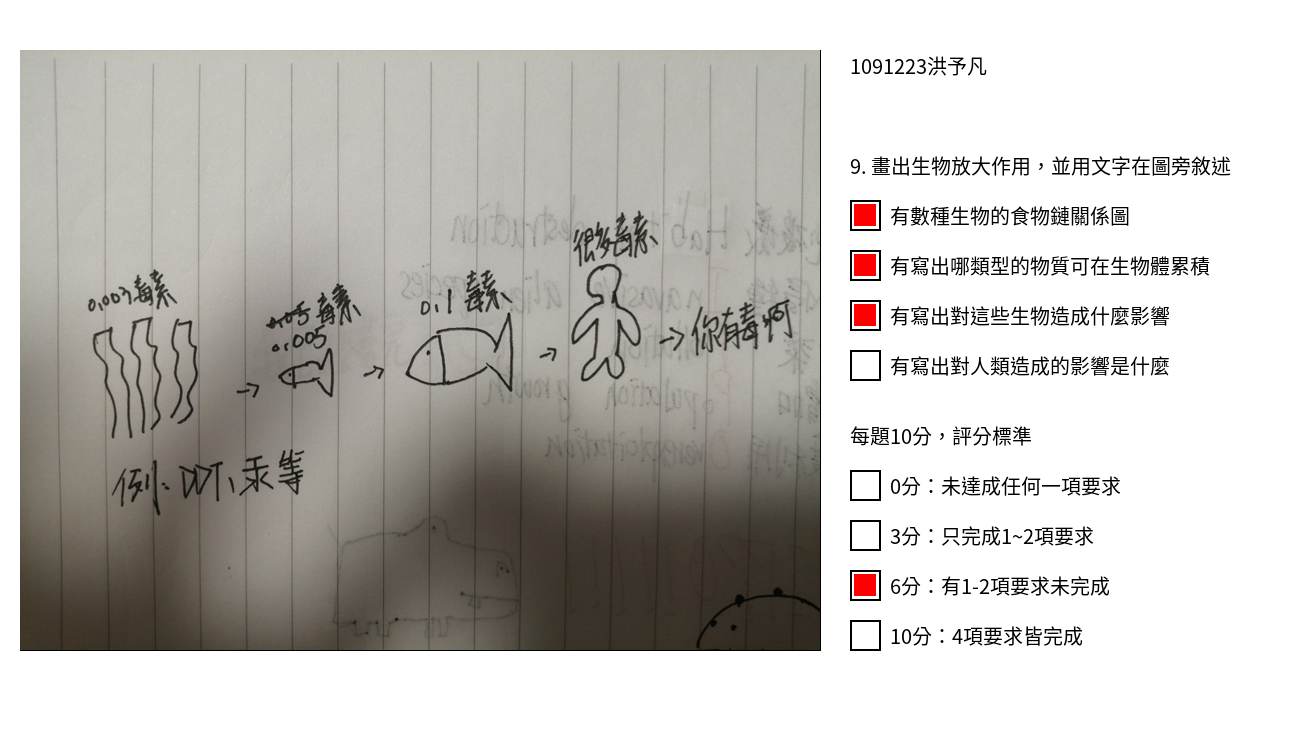 1091223洪予凡
9. 畫出生物放大作用，並用文字在圖旁敘述
有數種生物的食物鏈關係圖
有寫出哪類型的物質可在生物體累積
有寫出對這些生物造成什麼影響
有寫出對人類造成的影響是什麼
每題10分，評分標準
0分：未達成任何一項要求
3分：只完成1~2項要求
6分：有1-2項要求未完成
10分：4項要求皆完成
很多毒素
0.003毒素
毒素
0.005
0.1 毒素
→ → → → 你有毒啊
例：DDT、汞等
Habit destruction
Invasive alien species
Population growth
Overexploitation